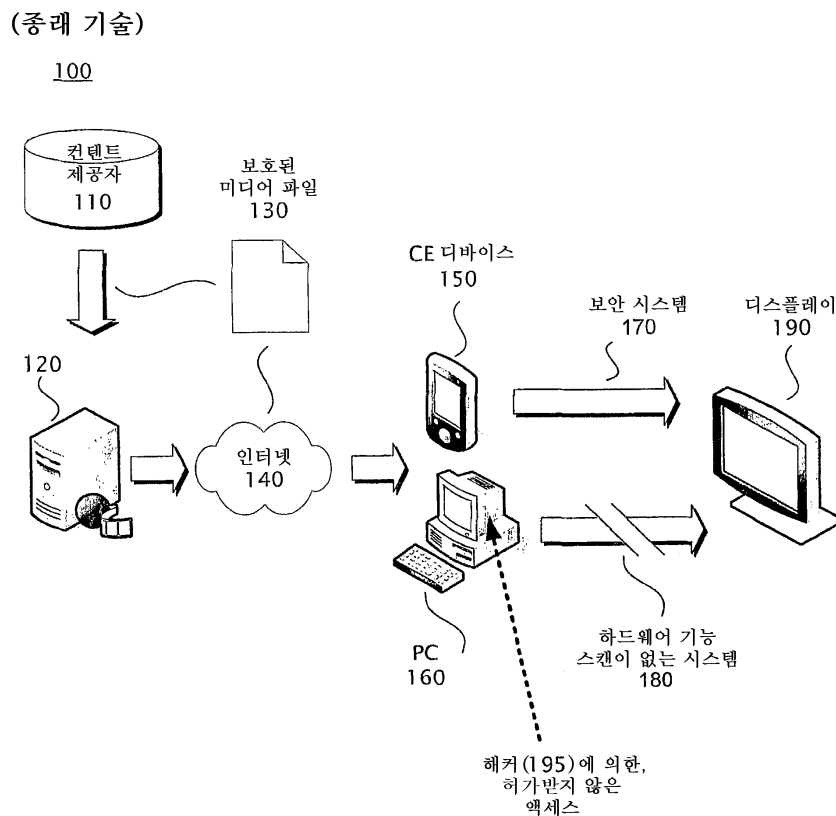 (종래 기술)
100
컨텐트
제공자
110
보호된
미디어 파일
130
CE 디바이스
150
보안 시스템
170
디스플레이
190
120
인터넷
140
PC
160
하드웨어 기능
스캔이 없는 시스템
180
해커(195)에 의한,
허가받지 않은
액세스